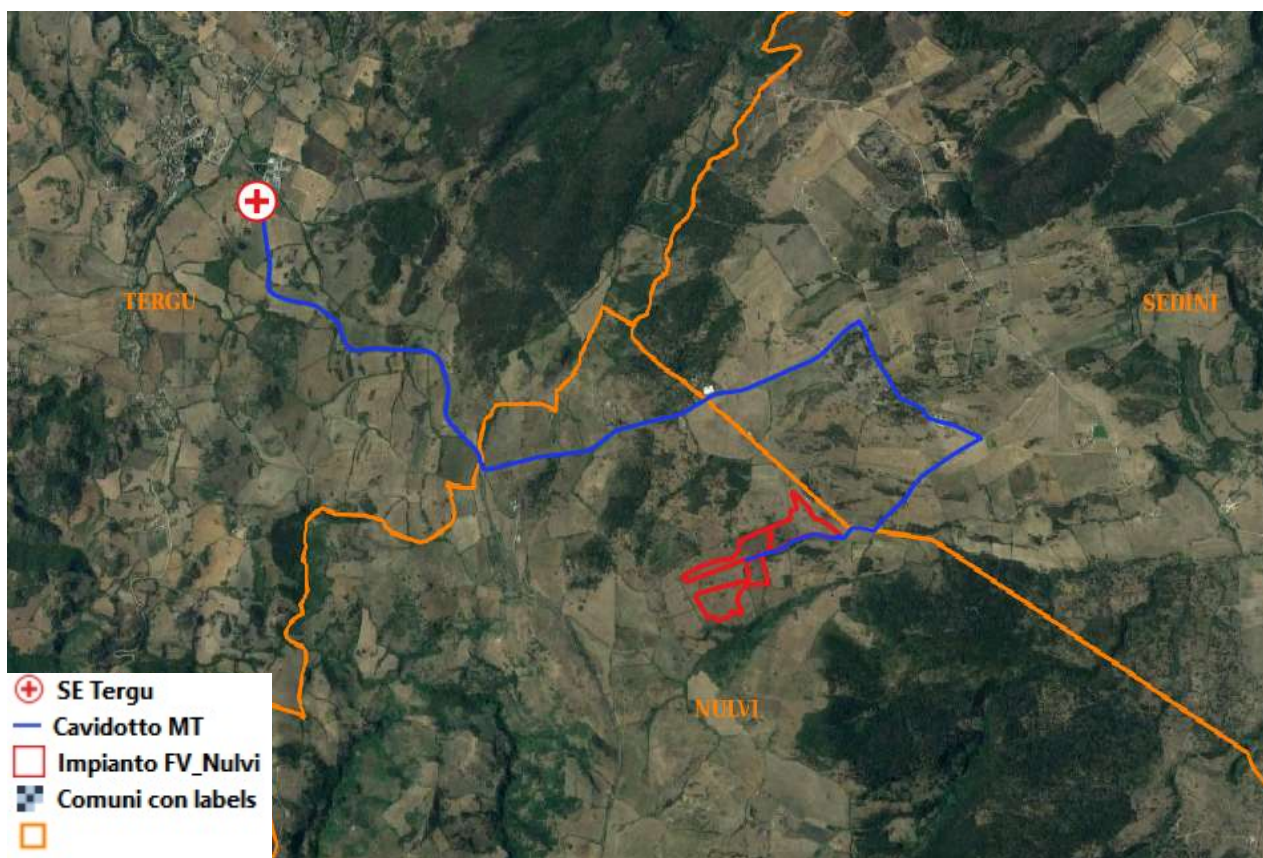 TERGU
SEDINI
NULVI
SE Tergu
Cavidotto MT
Impianto FV_Nulvi
Comuni con labels